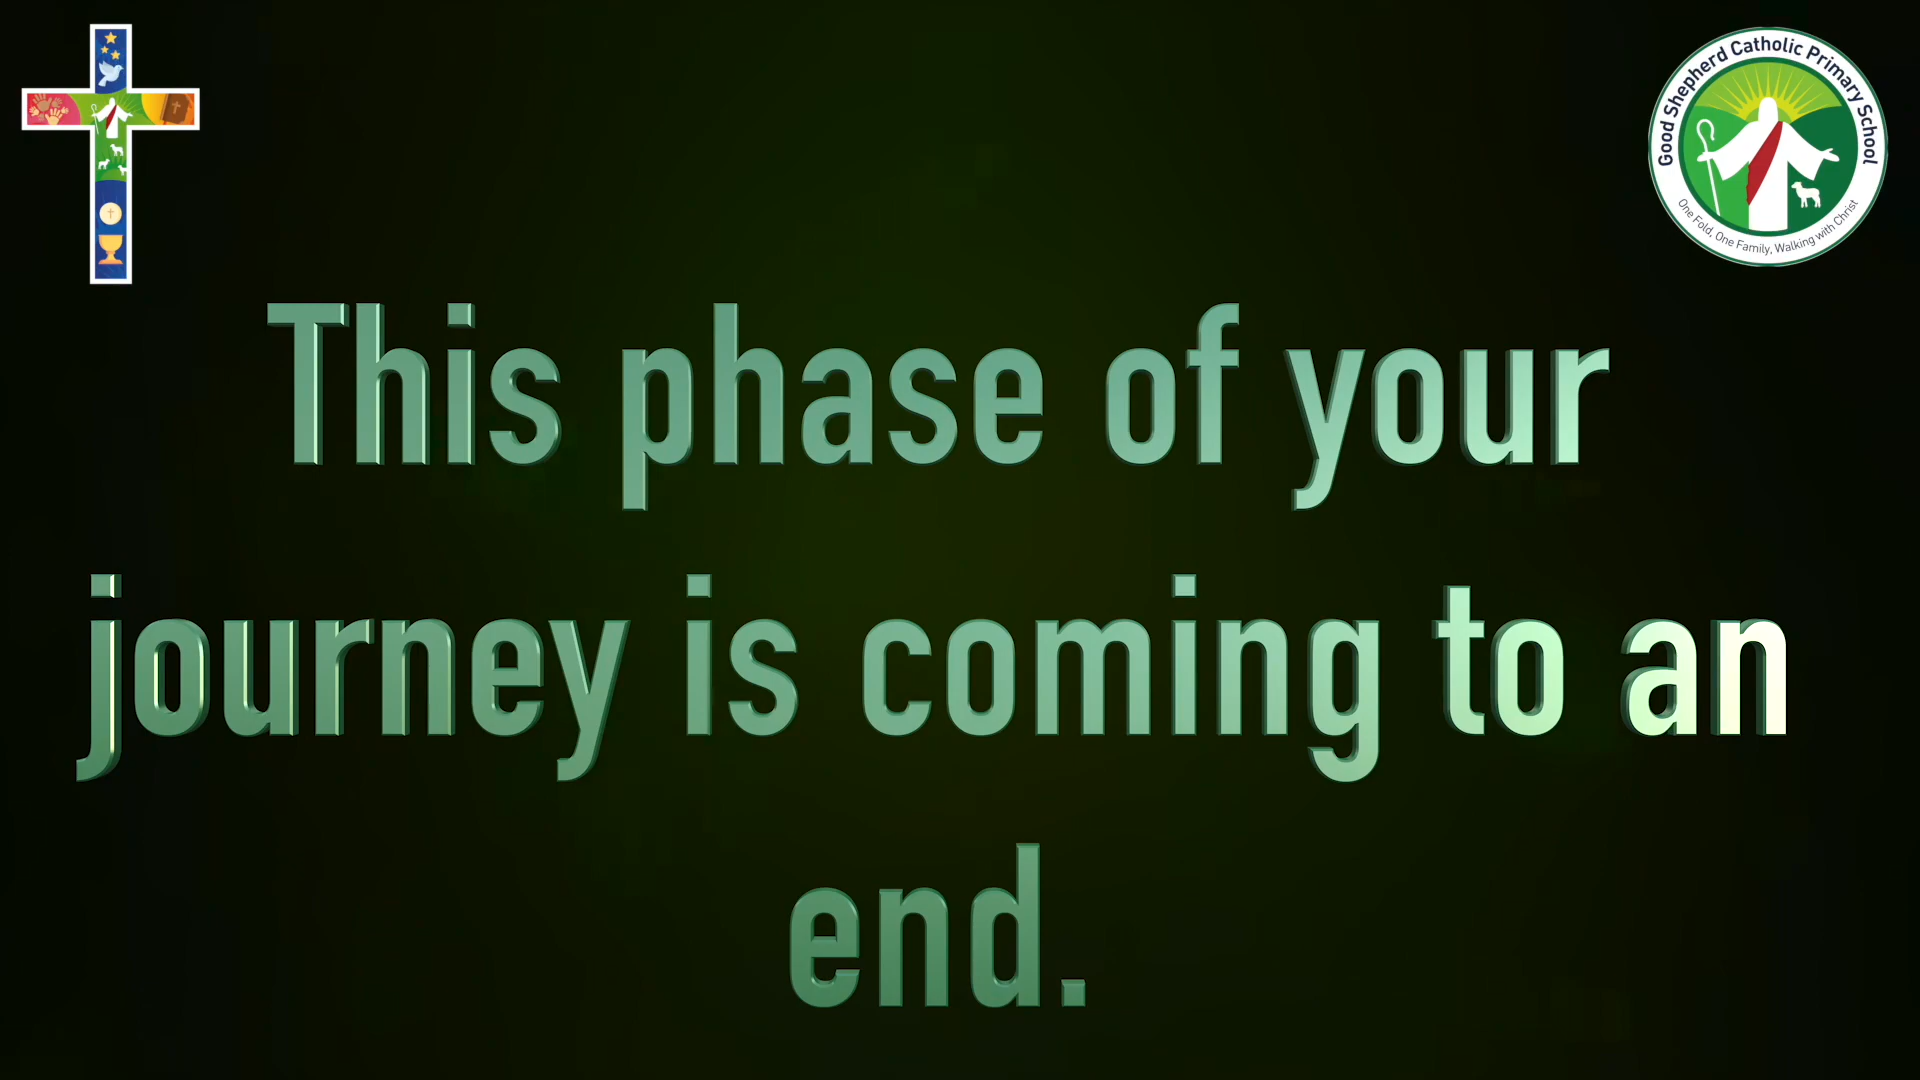 Good Shepherd Catholic Primary School
One Fold, One Family, Walking with Christ
This phase of your
journey is coming to an
end.